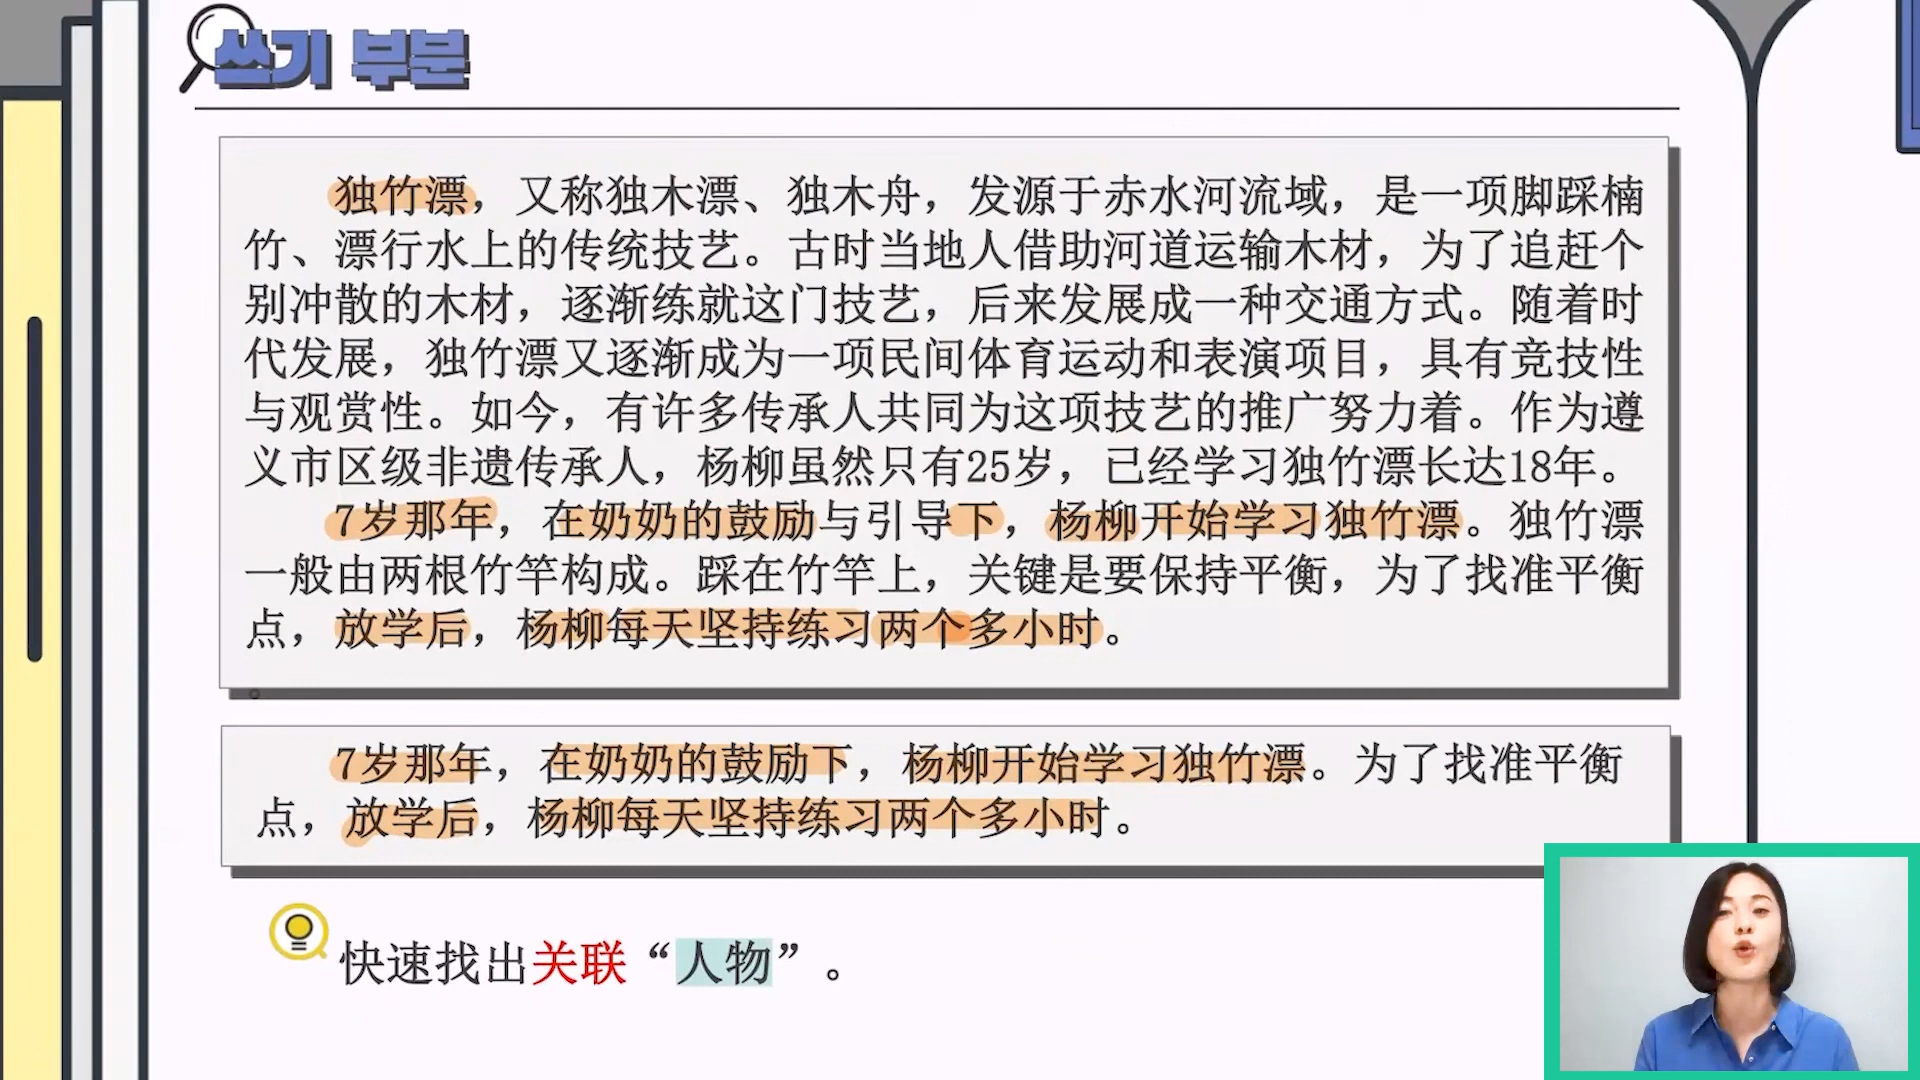 쓰기 부분
独竹漂，又称独木漂、独木舟，发源于赤水河流域，是一项脚踩楠
竹、漂行水上的传统技艺。古时当地人借助河道运输木材，为了追赶个
别冲散的木材，逐渐练就这门技艺，后来发展成一种交通方式。随着时
代发展，独竹漂又逐渐成为一项民间体育运动和表演项目，具有竞技性
与观赏性。如今，有许多传承人共同为这项技艺的推广努力着。作为遵
义市区级非遗传承人，杨柳虽然只有25岁，已经学习独竹漂长达18年。
7岁那年，在奶奶的鼓励与引导下，杨柳开始学习独竹漂。独竹漂
一般由两根竹竿构成。踩在竹竿上，关键是要保持平衡，为了找准平衡
点，放学后，杨柳每天坚持练习两个多小时。
7岁那年，在奶奶的鼓励下，杨柳开始学习独竹漂。为了找准平衡
点，放学后，杨柳每天坚持练习两个多小时。
快速找出关联“人物”。